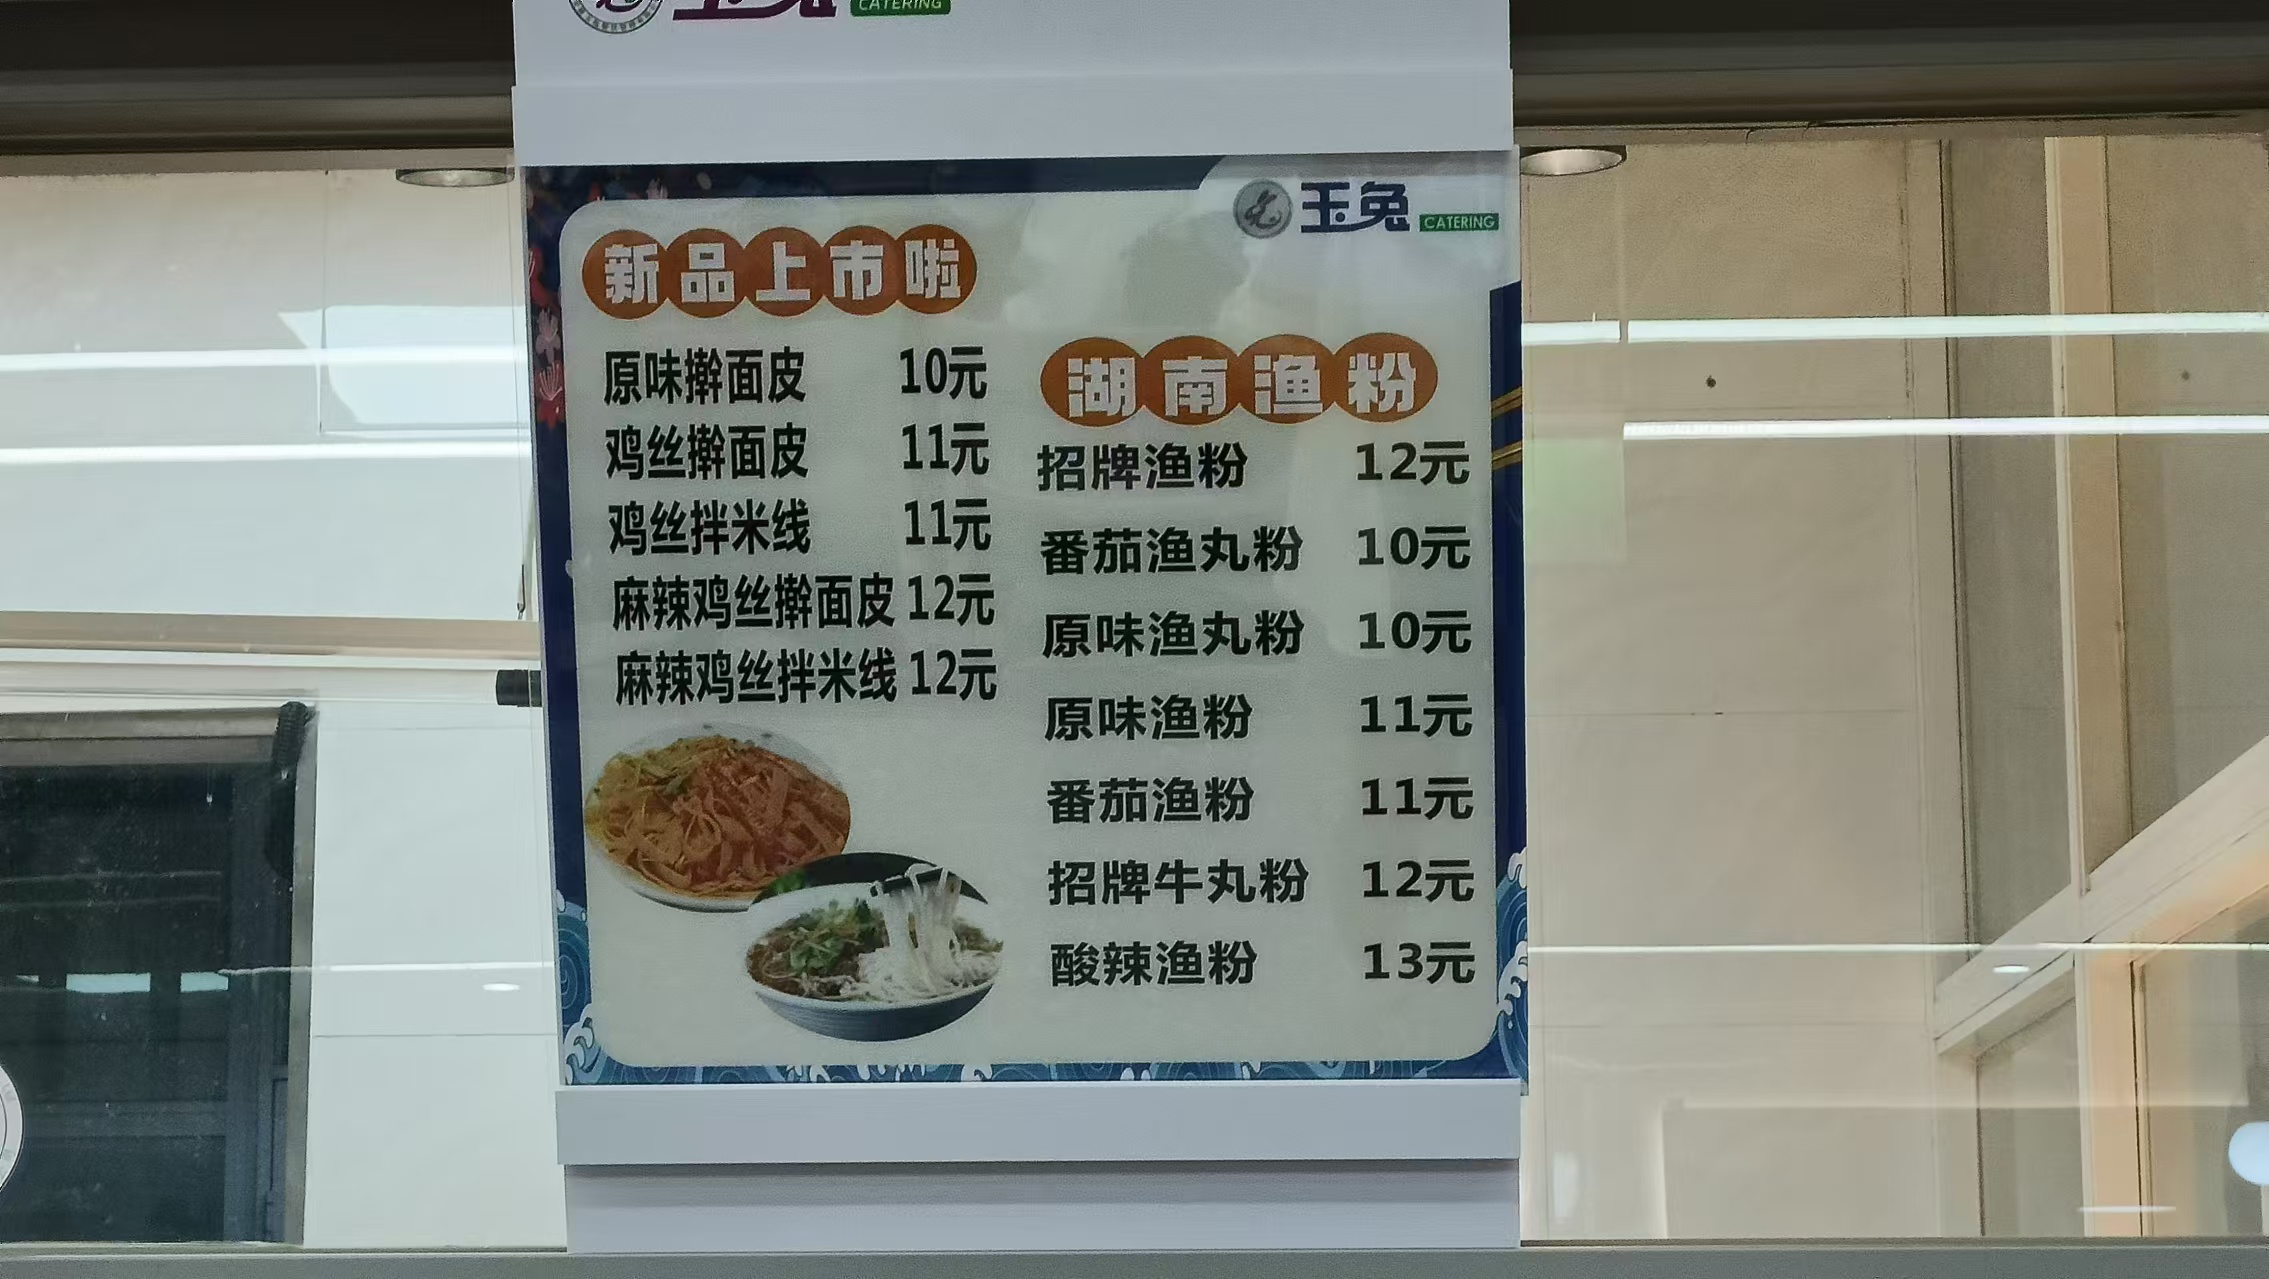 玉兔 CATERING
玉兔 CATERING
新品上市啦
原味擀面皮 10元
鸡丝擀面皮 11元
鸡丝拌米线 11元
麻辣鸡丝擀面皮 12元
麻辣鸡丝拌米线 12元
湖南渔粉
招牌渔粉 12元
番茄渔丸粉 10元
原味渔丸粉 10元
原味渔粉 11元
番茄渔粉 11元
招牌牛丸粉 12元
酸辣渔粉 13元